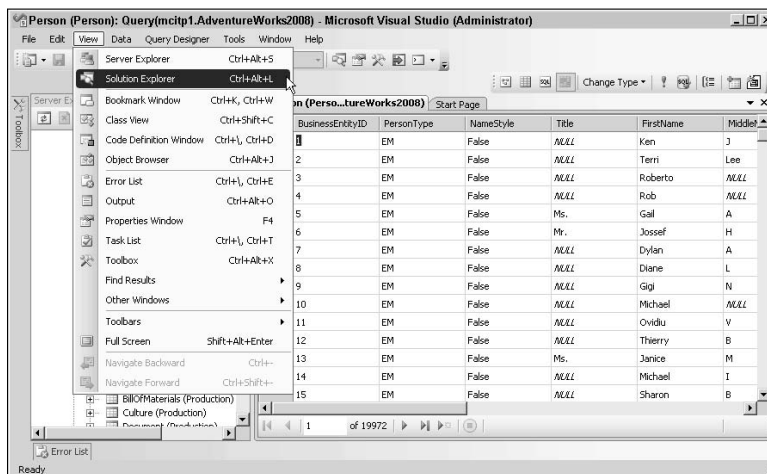 Person (Person): Query(mcitp1.AdventureWorks2008) - Microsoft Visual Studio (Administrator)
File Edit View Data Query Designer Tools Window Help
Change Type
Toolbox
Server Ex
Server Explorer Ctrl+Alt+S
Solution Explorer Ctrl+Alt+L
Bookmark Window Ctrl+K, Ctrl+W
Class View Ctrl+Shift+C
Code Definition Window Ctrl+\, Ctrl+D
Object Browser Ctrl+Alt+J
Error List Ctrl+\, Ctrl+E
Output Ctrl+Alt+O
Properties Window F4
Task List Ctrl+\, Ctrl+T
Toolbox Ctrl+Alt+X
Find Results
Other Windows
Toolbars
Full Screen Shift+Alt+Enter
Navigate Backward Ctrl+-
Navigate Forward Ctrl+Shift+-
BillOfMaterials (Production)
Culture (Production)
Document (Production)
on (Perso...tureWorks2008) Start Page
BusinessEntityID PersonType NameStyle Title FirstName MiddleN
1 EM False NULL Ken J
2 EM False NULL Terri Lee
3 EM False NULL Roberto NULL
4 EM False NULL Rob NULL
5 EM False Ms. Gail A
6 EM False Mr. Jossef H
7 EM False NULL Dylan A
8 EM False NULL Diane L
9 EM False NULL Gigi N
10 EM False NULL Michael NULL
11 EM False NULL Ovidiu V
12 EM False NULL Thierry B
13 EM False Ms. Janice M
14 EM False NULL Michael I
15 EM False NULL Sharon B
1 of 19972
Error List
Ready